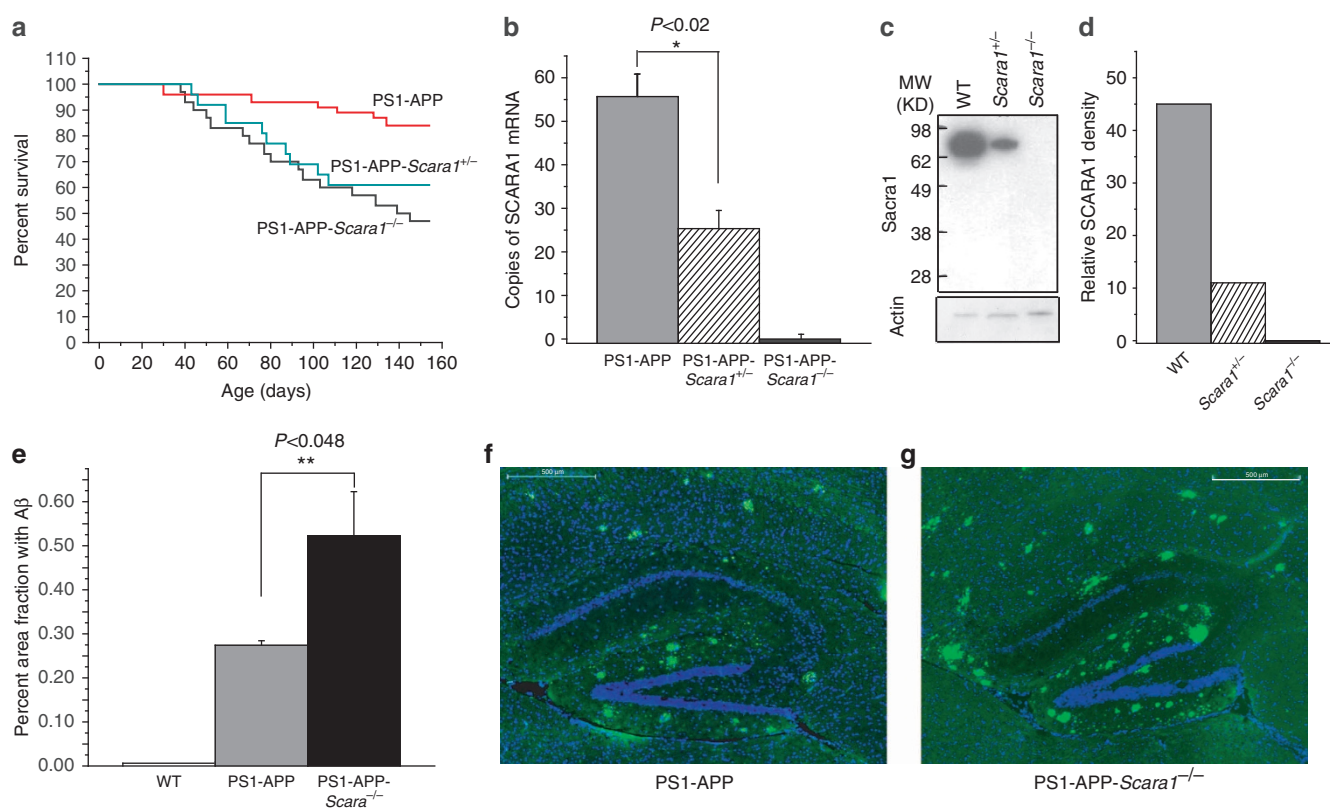 a
110
100
90
80
70
60
50
40
30
20
10
0
Percent survival
PS1-APP
PS1-APP-Scara1+/–
PS1-APP-Scara1–/–
0 20 40 60 80 100 120 140 160
Age (days)
b
P<0.02
*
60
50
40
30
20
10
0
Copies of SCARA1 mRNA
PS1-APP PS1-APP- PS1-APP-
Scara1+/– Scara1–/–
c
MW
(KD)
WT
Scara1+/–
Scara1–/–
98
62
49
38
28
Sacra1
Actin
d
50
40
30
20
10
0
Relative SCARA1 density
WT
Scara1+/–
Scara1–/–
e
P<0.048
**
0.60
0.50
0.40
0.30
0.20
0.10
0.00
Percent area fraction with Aβ
WT PS1-APP PS1-APP-
Scara–/–
f
500 μm
PS1-APP
g
500 μm
PS1-APP-Scara1–/–